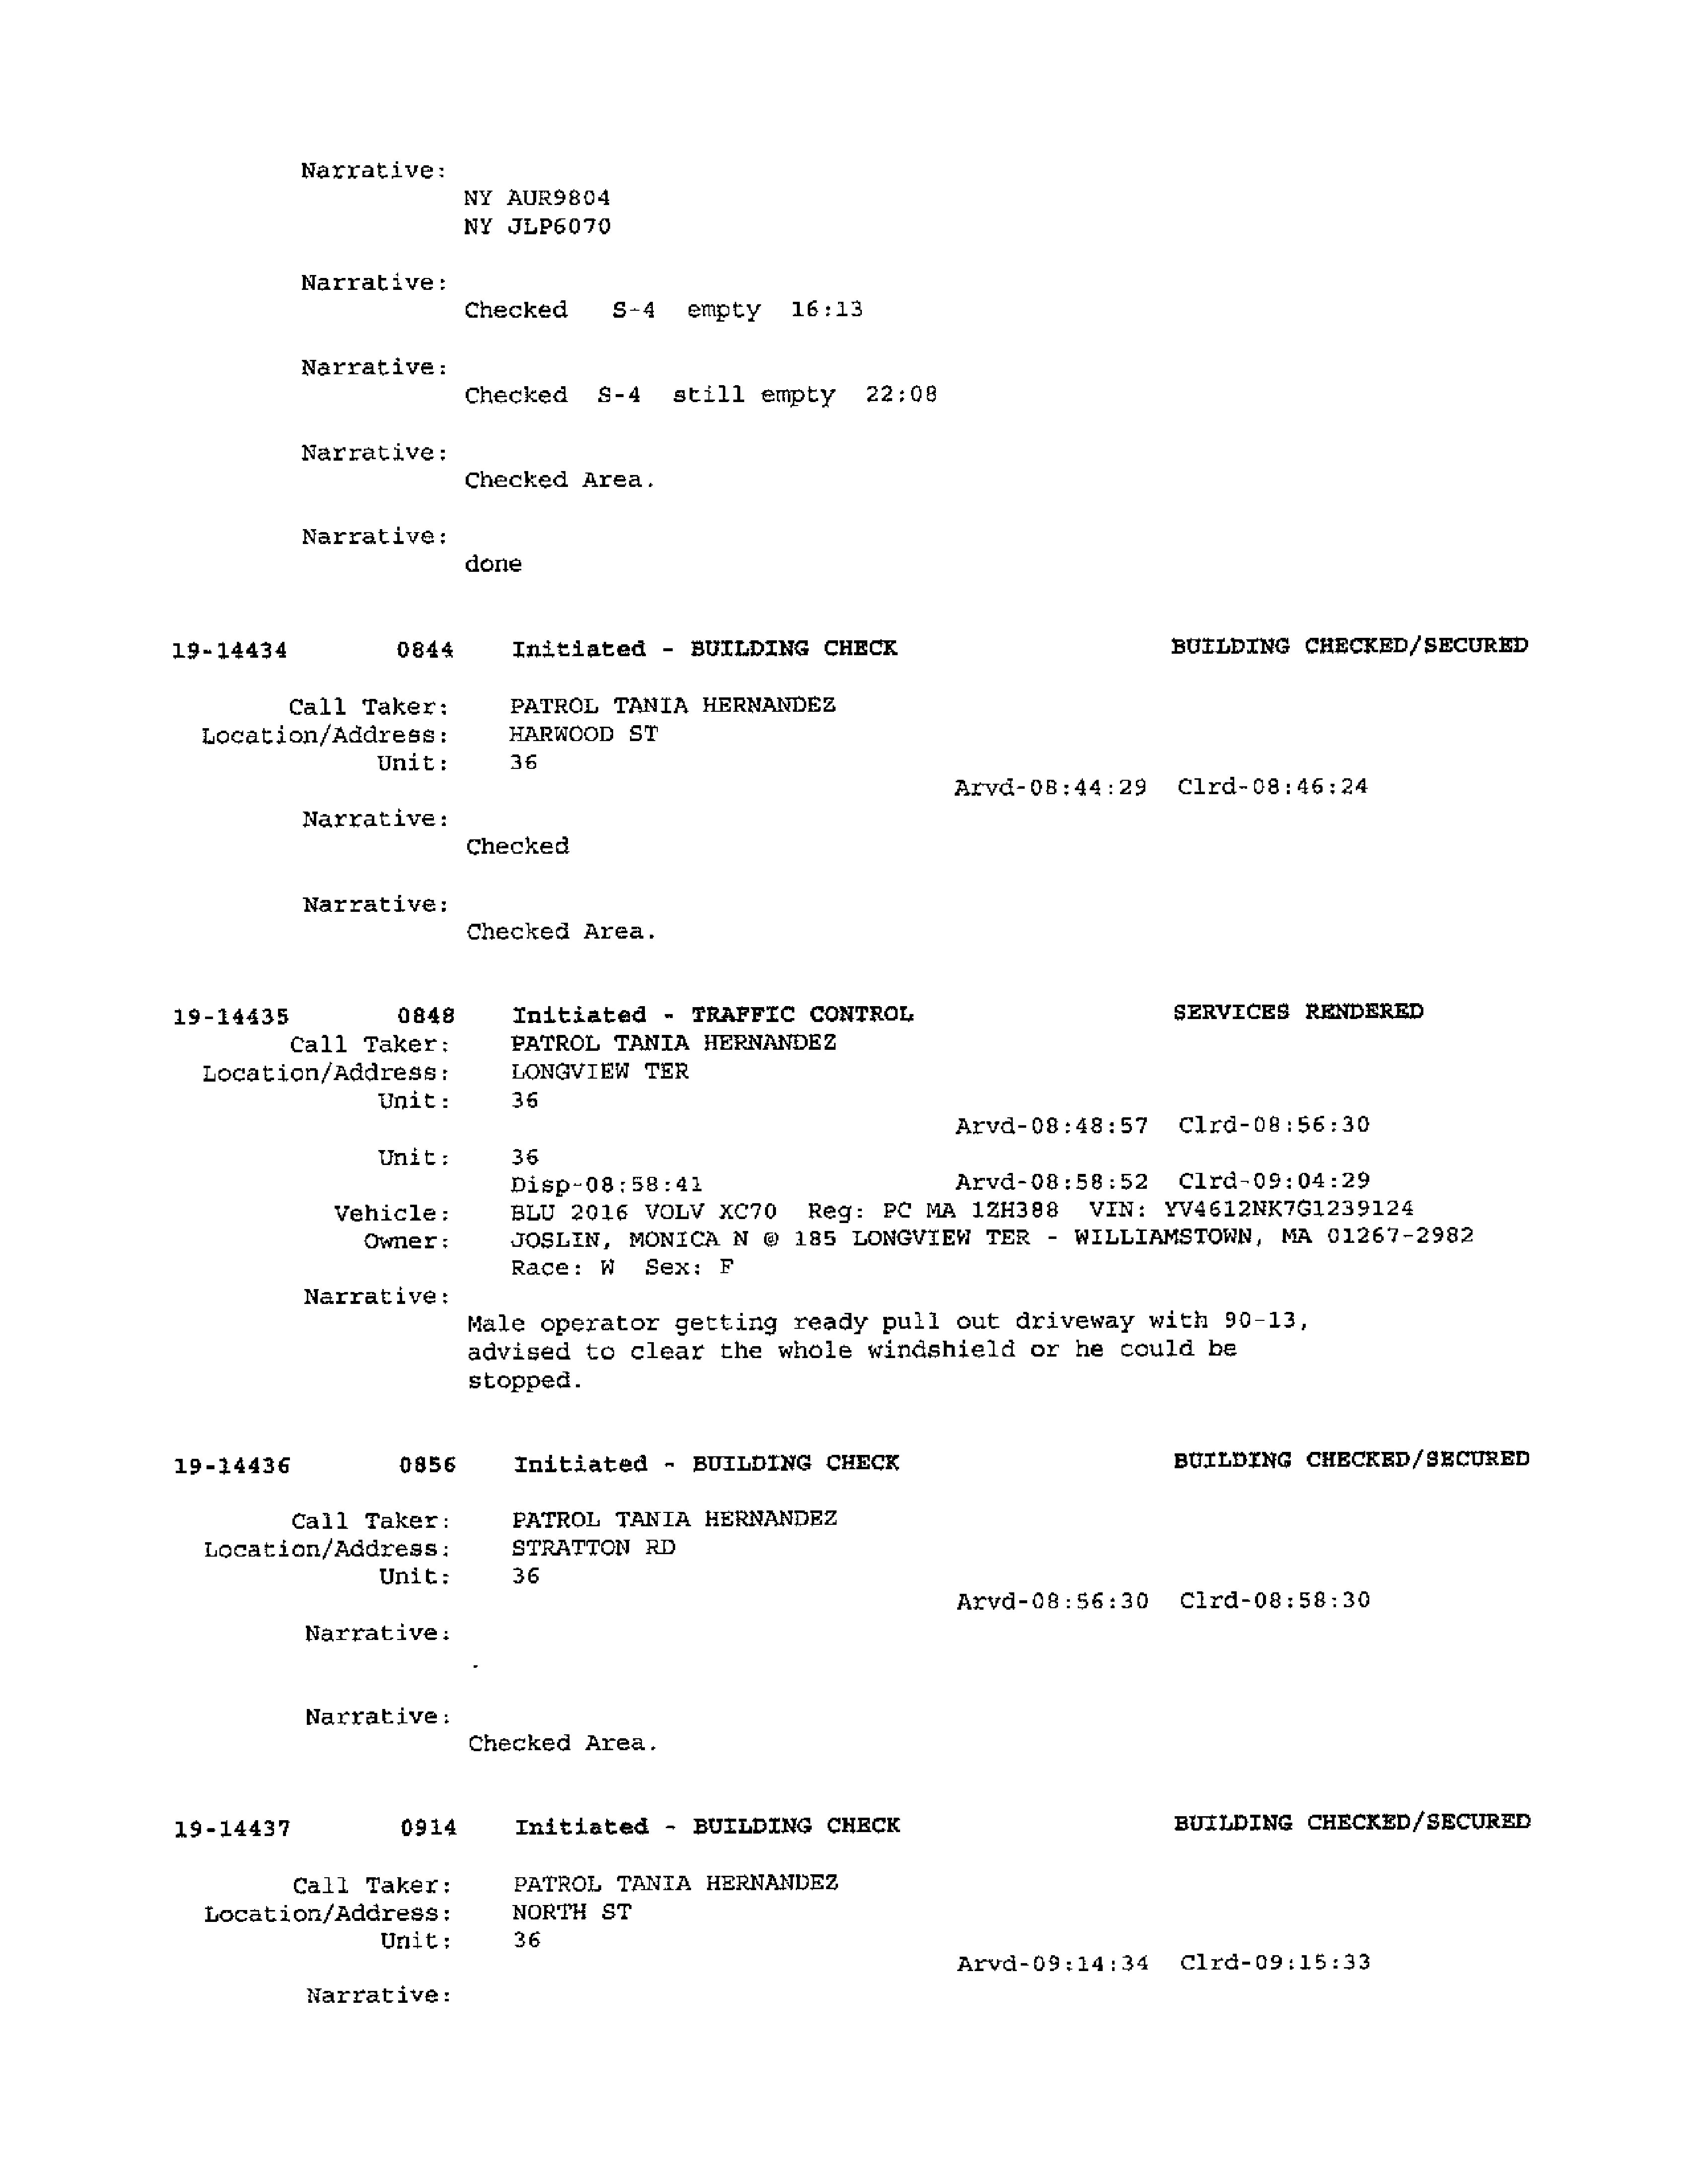 Narrative:
NY AUR9804
NY JLP6070
Narrative:
Checked S-4 empty 16:13
Narrative:
Checked S-4 still empty 22:08
Narrative:
Checked Area.
Narrative:
done
19-14434 0844 Initiated - BUILDING CHECK BUILDING CHECKED/SECURED
Call Taker: PATROL TANIA HERNANDEZ
Location/Address: HARWOOD ST
Unit: 36
Arvd-08:44:29 Clrd-08:46:24
Narrative:
Checked
Narrative:
Checked Area.
19-14435 0848 Initiated - TRAFFIC CONTROL SERVICES RENDERED
Call Taker: PATROL TANIA HERNANDEZ
Location/Address: LONGVIEW TER
Unit: 36
Arvd-08:48:57 Clrd-08:56:30
Unit: 36
Disp-08:58:41 Arvd-08:58:52 Clrd-09:04:29
Vehicle: BLU 2016 VOLV XC70 Reg: PC MA 1ZH388 VIN: YV4612NK7G1239124
Owner: JOSLIN, MONICA N @ 185 LONGVIEW TER - WILLIAMSTOWN, MA 01267-2982
Race: W Sex: F
Narrative:
Male operator getting ready pull out driveway with 90-13,
advised to clear the whole windshield or he could be
stopped.
19-14436 0856 Initiated - BUILDING CHECK BUILDING CHECKED/SECURED
Call Taker: PATROL TANIA HERNANDEZ
Location/Address: STRATTON RD
Unit: 36
Arvd-08:56:30 Clrd-08:58:30
Narrative:
.
Narrative:
Checked Area.
19-14437 0914 Initiated - BUILDING CHECK BUILDING CHECKED/SECURED
Call Taker: PATROL TANIA HERNANDEZ
Location/Address: NORTH ST
Unit: 36
Arvd-09:14:34 Clrd-09:15:33
Narrative: